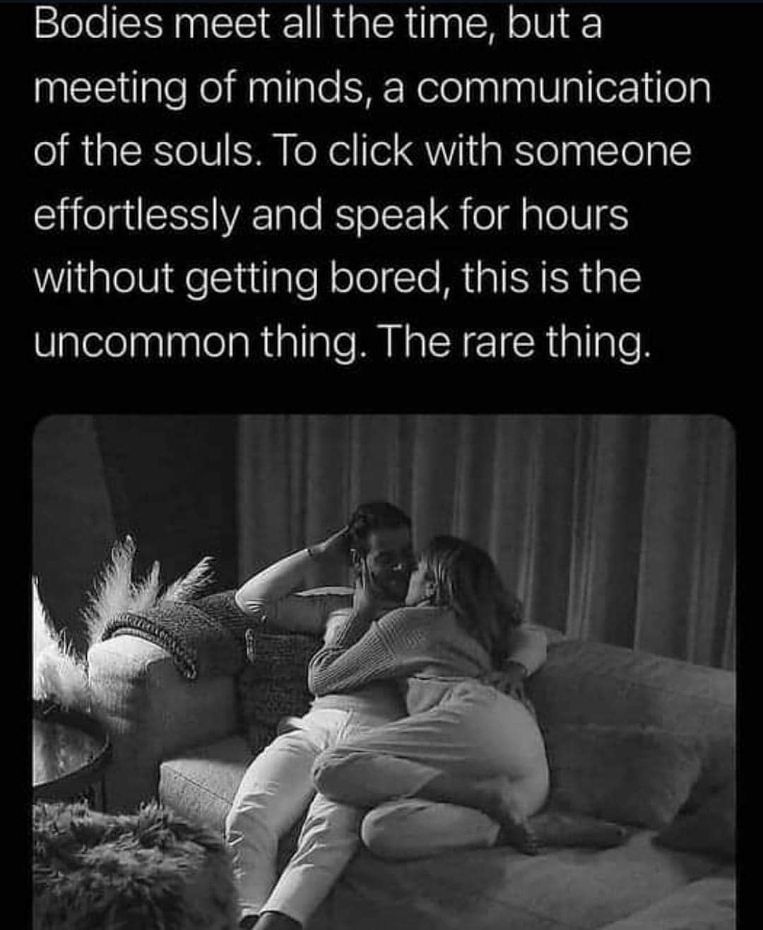 Bodies meet all the time, but a
meeting of minds, a communication
of the souls. To click with someone
effortlessly and speak for hours
without getting bored, this is the
uncommon thing. The rare thing.